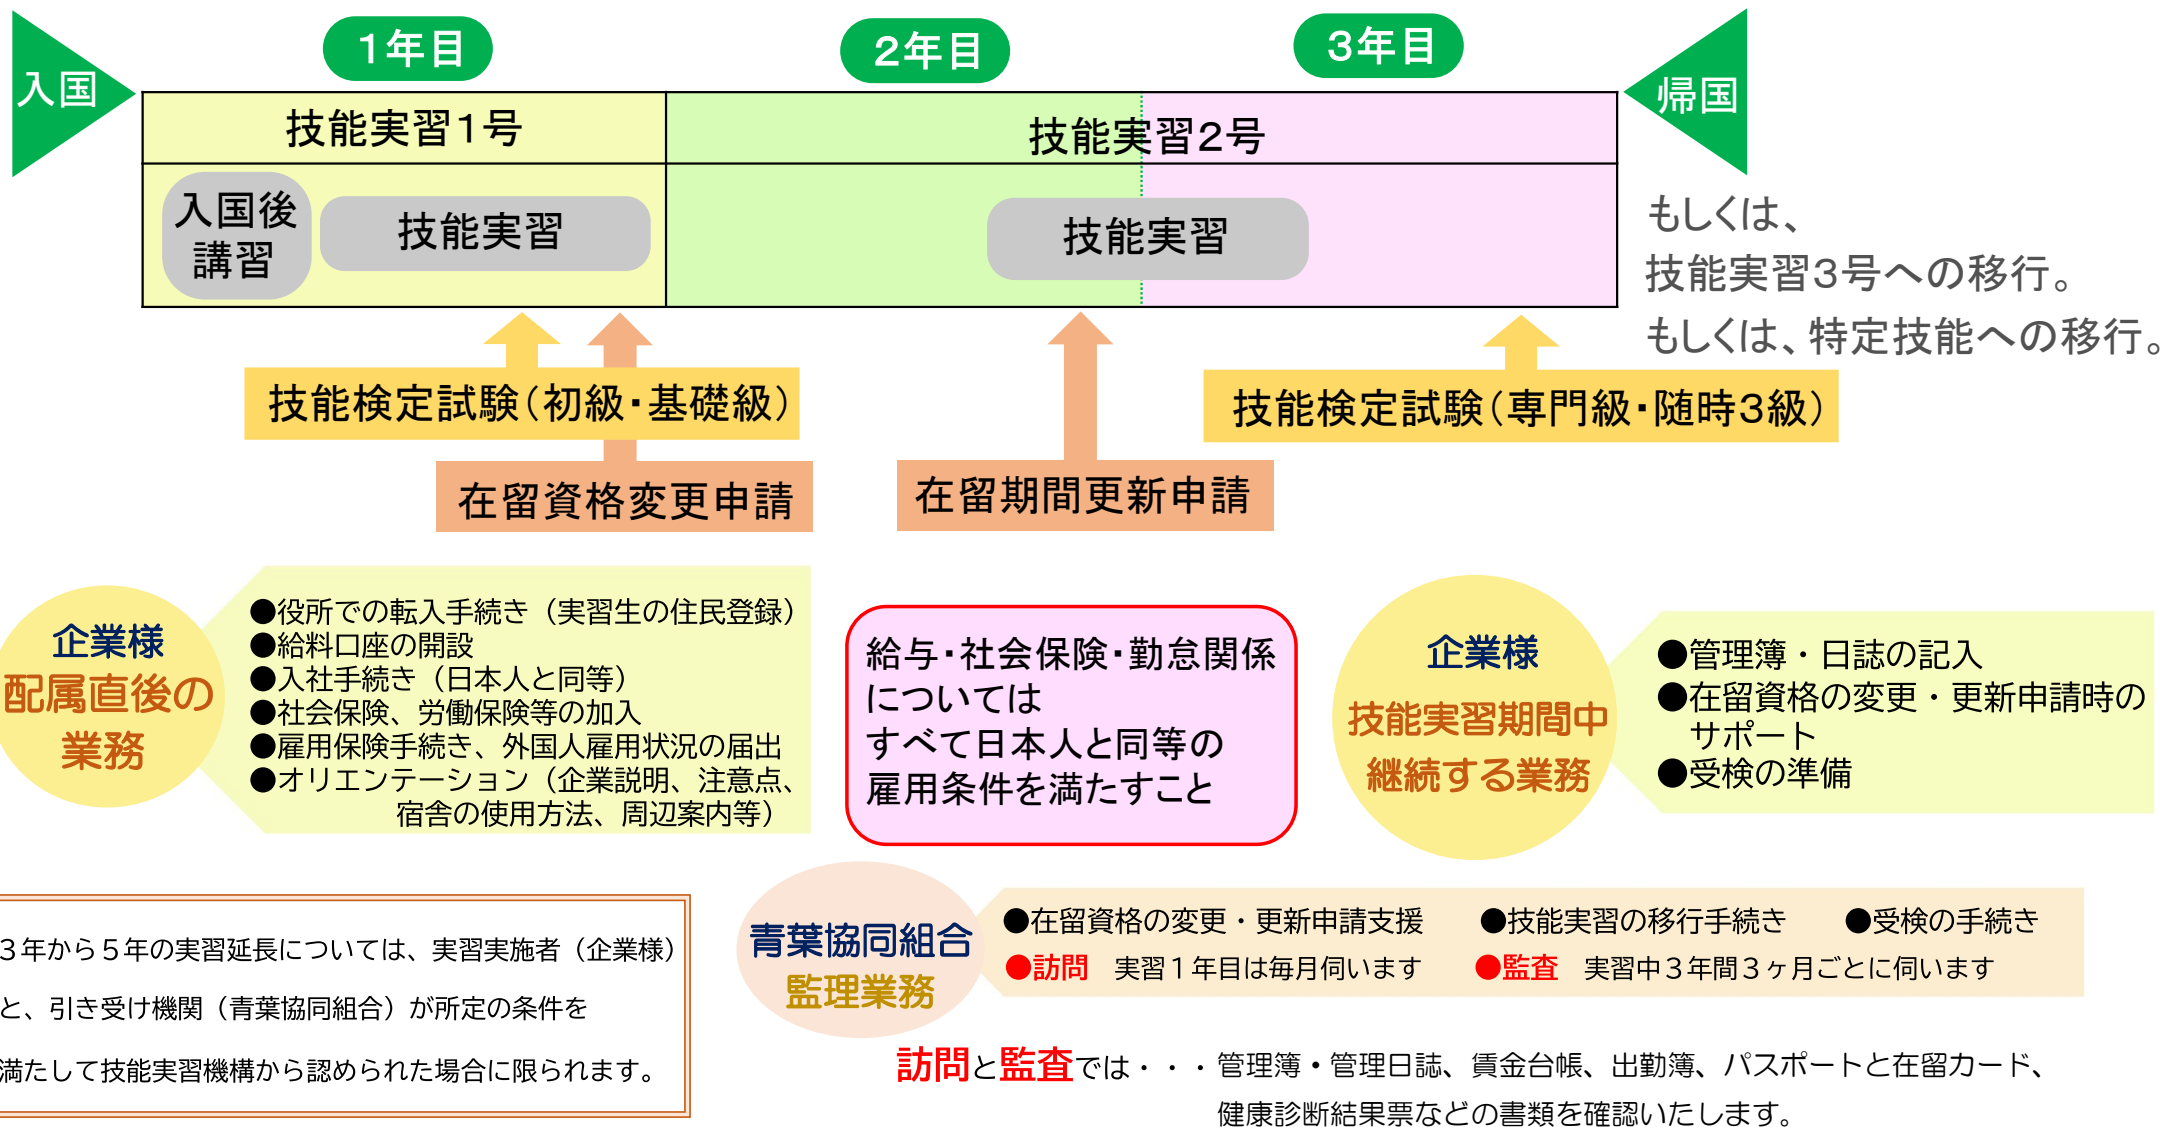 入国
1年目
2年目
3年目
帰国
技能実習1号
技能実習2号
入国後
講習
技能実習
技能実習
もしくは、
技能実習3号への移行。
もしくは、特定技能への移行。
技能検定試験(初級・基礎級)
技能検定試験(専門級・随時3級)
在留資格変更申請
在留期間更新申請
企業様
配属直後の
業務
●役所での転入手続き（実習生の住民登録）
●給料口座の開設
●入社手続き（日本人と同等）
●社会保険、労働保険等の加入
●雇用保険手続き、外国人雇用状況の届出
●オリエンテーション（企業説明、注意点、
宿舎の使用方法、周辺案内等）
給与・社会保険・勤怠関係
については
すべて日本人と同等の
雇用条件を満たすこと
企業様
技能実習期間中
継続する業務
●管理簿・日誌の記入
●在留資格の変更・更新申請時の
サポート
●受検の準備
３年から５年の実習延長については、実習実施者（企業様）
と、引き受け機関（青葉協同組合）が所定の条件を
満たして技能実習機構から認められた場合に限られます。
青葉協同組合
監理業務
●在留資格の変更・更新申請支援　●技能実習の移行手続き　●受検の手続き
●訪問　実習１年目は毎月伺います　●監査　実習中３年間３ヶ月ごとに伺います
訪問と監査では・・・管理簿・管理日誌、賃金台帳、出勤簿、パスポートと在留カード、
健康診断結果票などの書類を確認いたします。